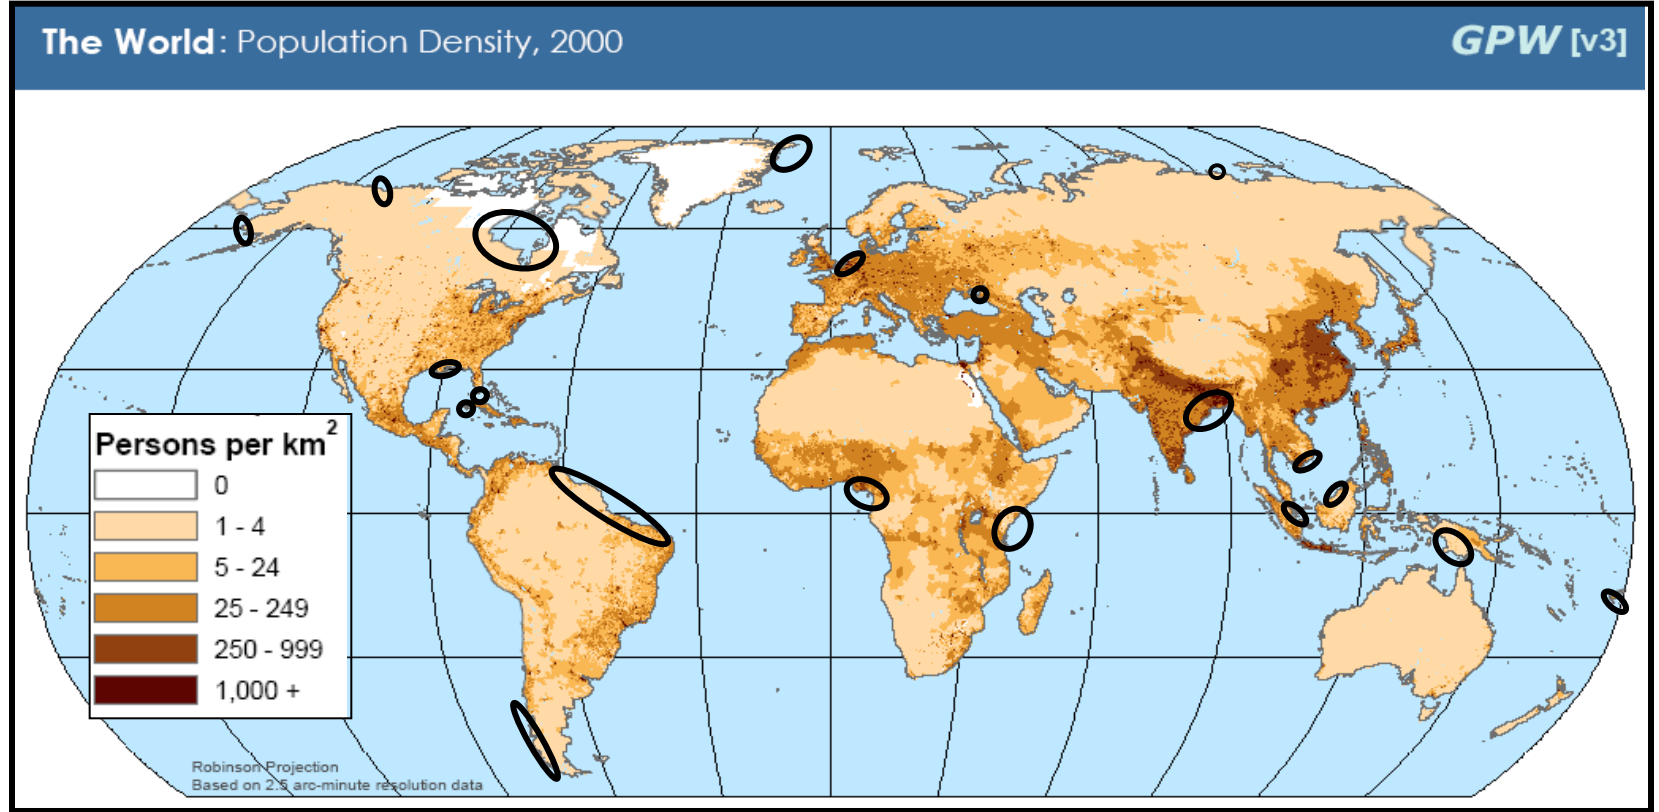 The World: Population Density, 2000
GPW [v3]
Persons per km2
0
1 - 4
5 - 24
25 - 249
250 - 999
1,000 +
Robinson Projection
Based on 2.5 arc-minute resolution data